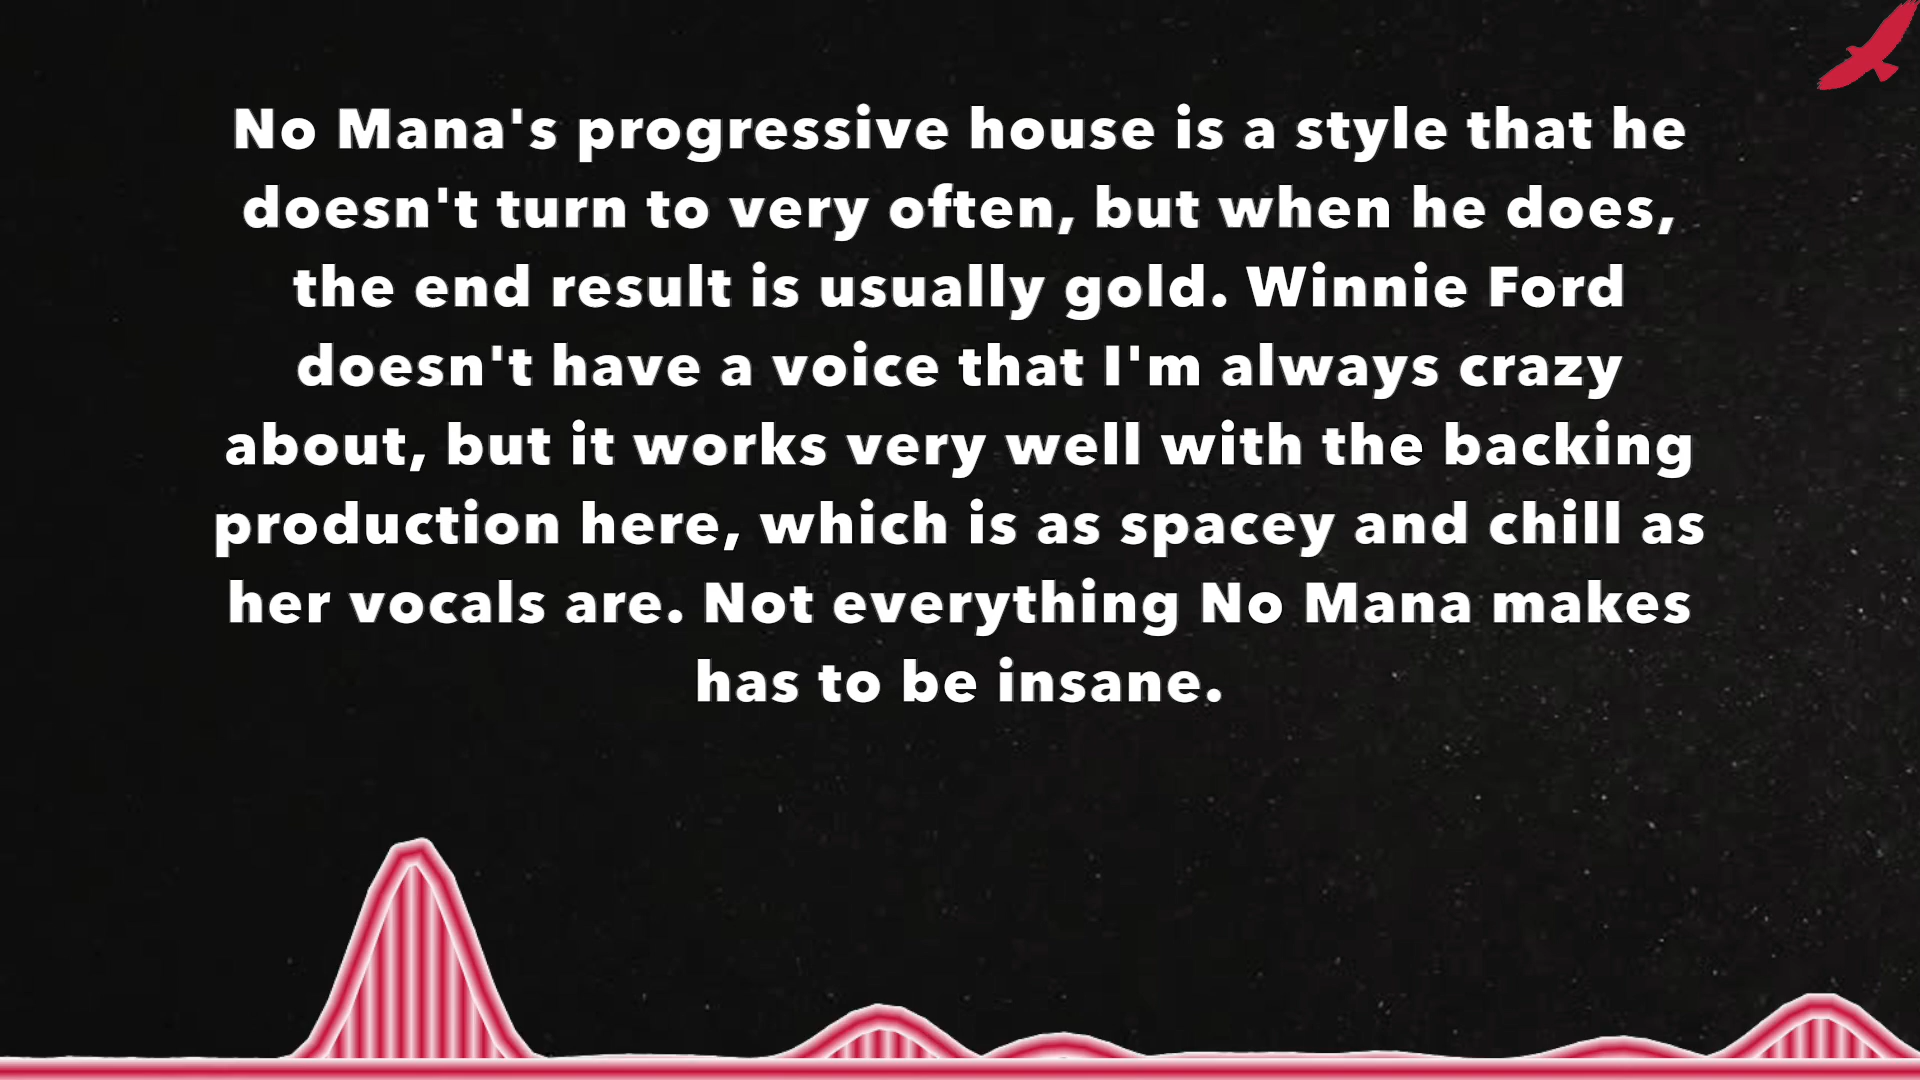 No Mana's progressive house is a style that he
doesn't turn to very often, but when he does,
the end result is usually gold. Winnie Ford
doesn't have a voice that I'm always crazy
about, but it works very well with the backing
production here, which is as spacey and chill as
her vocals are. Not everything No Mana makes
has to be insane.